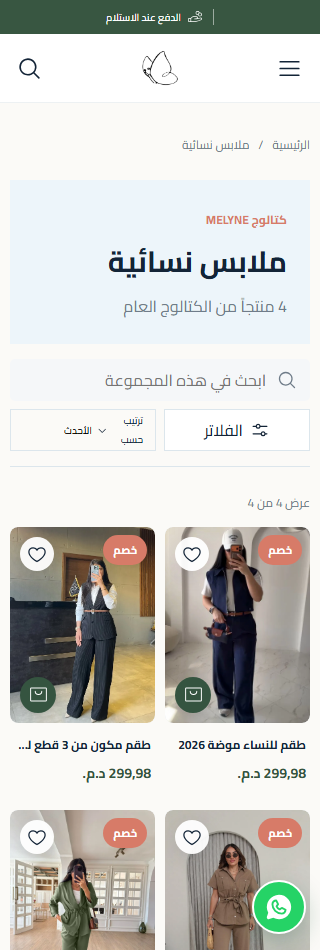 الدفع عند الاستلام
الرئيسية / ملابس نسائية
كتالوج MELYNE
ملابس نسائية
4 منتجاً من الكتالوج العام
ابحث في هذه المجموعة
الفلاتر
ترتيب حسب
الأحدث
عرض 4 من 4
خصم
خصم
طقم للنساء موضة 2026
299,98 د.م.
طقم مكون من 3 قطع لـ...
299,98 د.م.
خصم
خصم